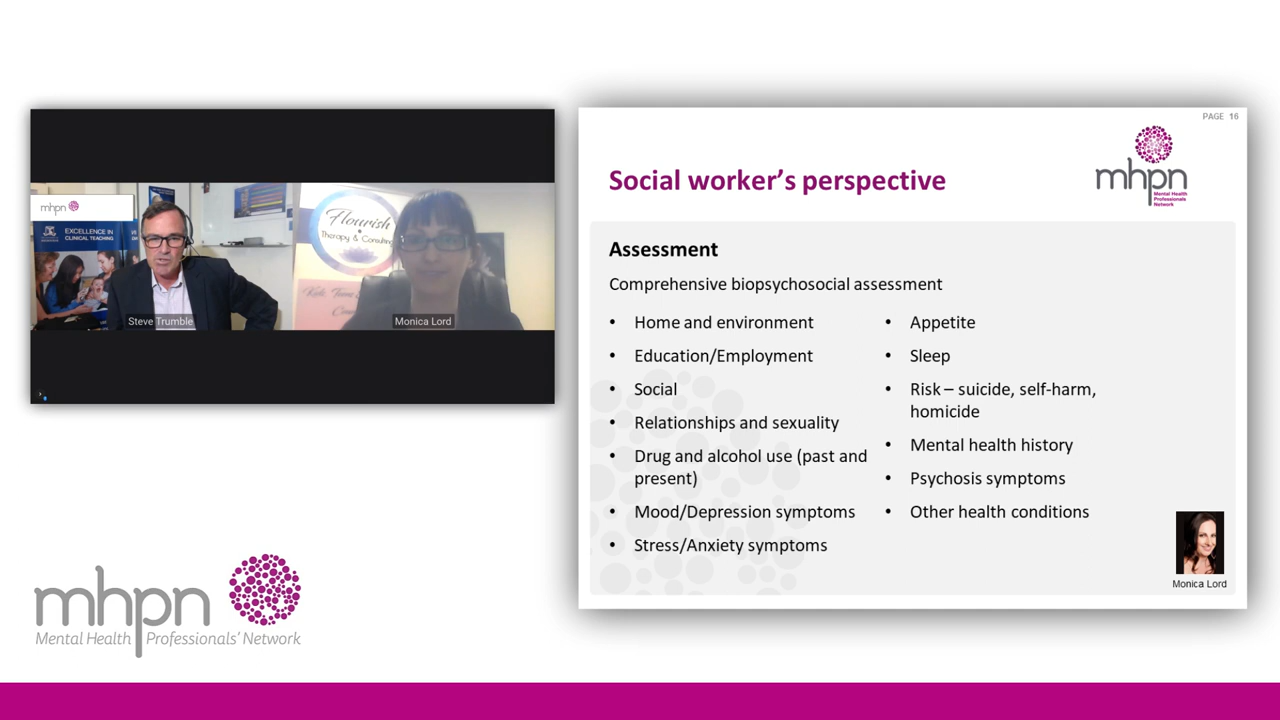 mhpn
EXCELLENCE IN
CLINICAL TEACHING
Steve Trumble
Flourish
Therapy & Consulting
Monica Lord
mhpn
Mental Health Professionals' Network
PAGE 16
mhpn
Mental Health
Professionals
Network
Social worker's perspective
Assessment
Comprehensive biopsychosocial assessment
• Home and environment
• Education/Employment
• Social
• Relationships and sexuality
• Drug and alcohol use (past and
present)
• Mood/Depression symptoms
• Stress/Anxiety symptoms
• Appetite
• Sleep
• Risk – suicide, self-harm,
homicide
• Mental health history
• Psychosis symptoms
• Other health conditions
Monica Lord